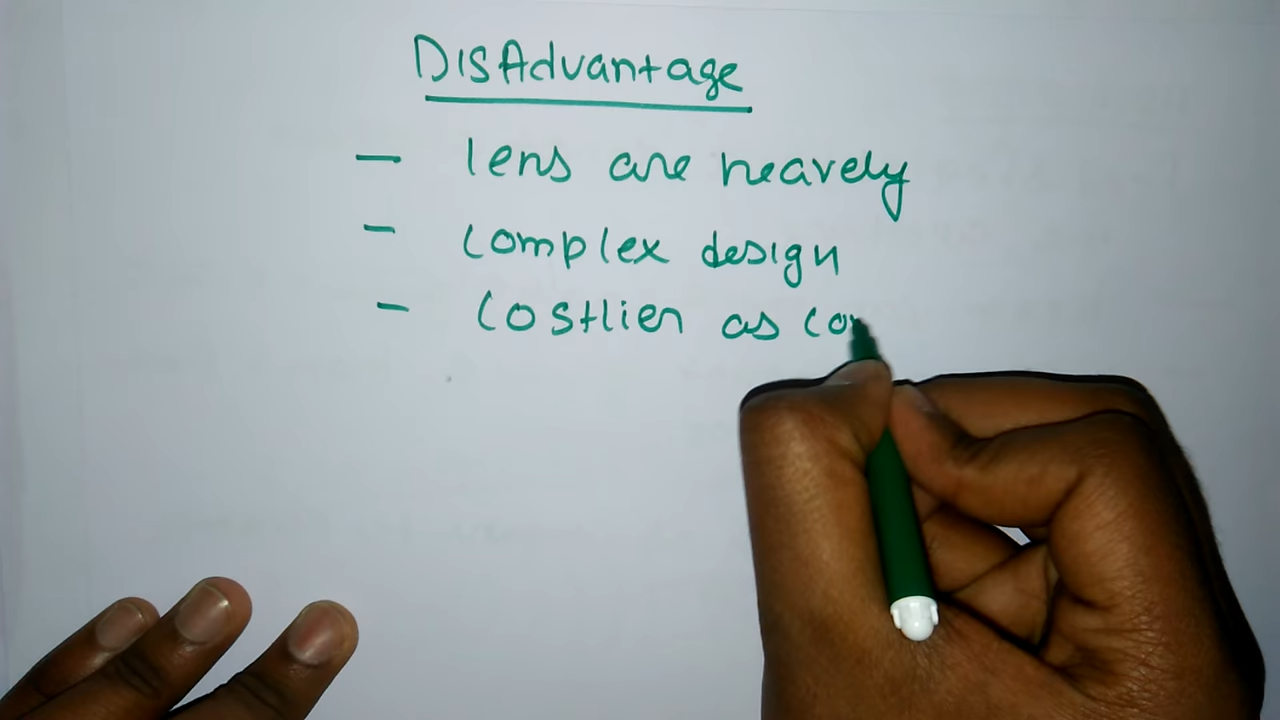 DISAdvantage
- lens are heavely
- complex design
- costlier as co